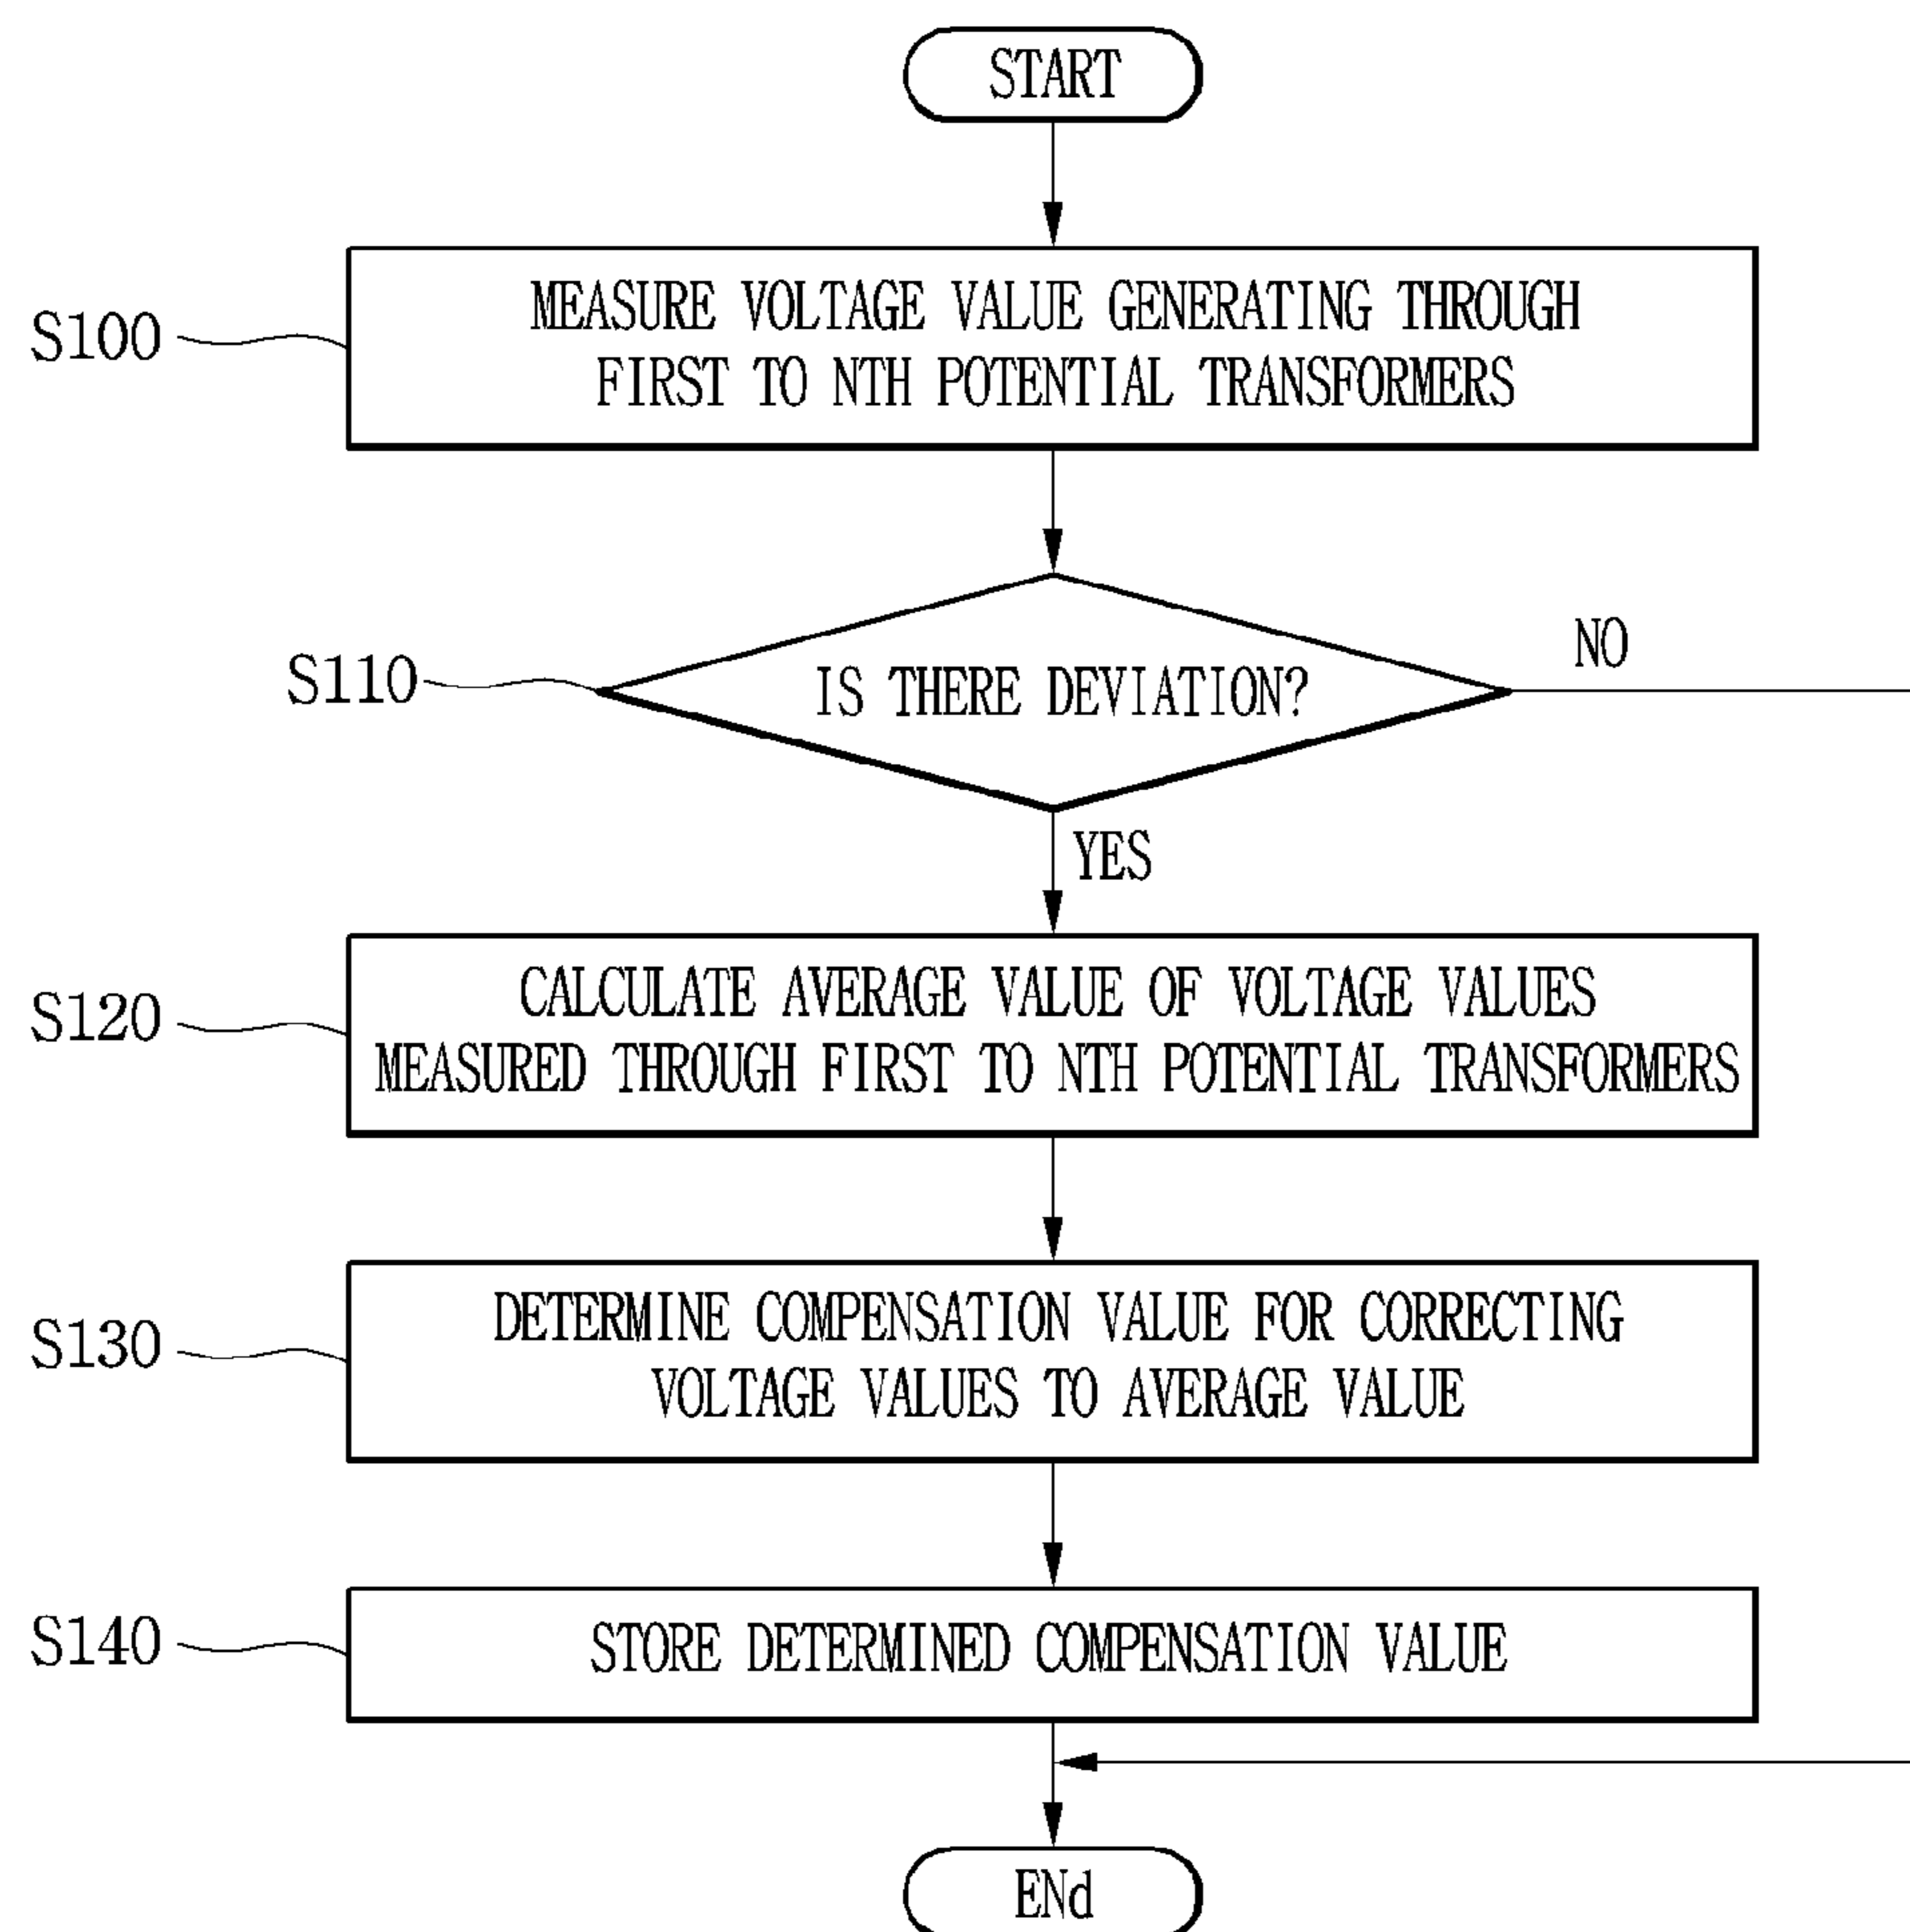 START
S100
MEASURE VOLTAGE VALUE GENERATING THROUGH
FIRST TO NTH POTENTIAL TRANSFORMERS
S110
IS THERE DEVIATION?
NO
YES
S120
CALCULATE AVERAGE VALUE OF VOLTAGE VALUES
MEASURED THROUGH FIRST TO NTH POTENTIAL TRANSFORMERS
S130
DETERMINE COMPENSATION VALUE FOR CORRECTING
VOLTAGE VALUES TO AVERAGE VALUE
S140
STORE DETERMINED COMPENSATION VALUE
ENd